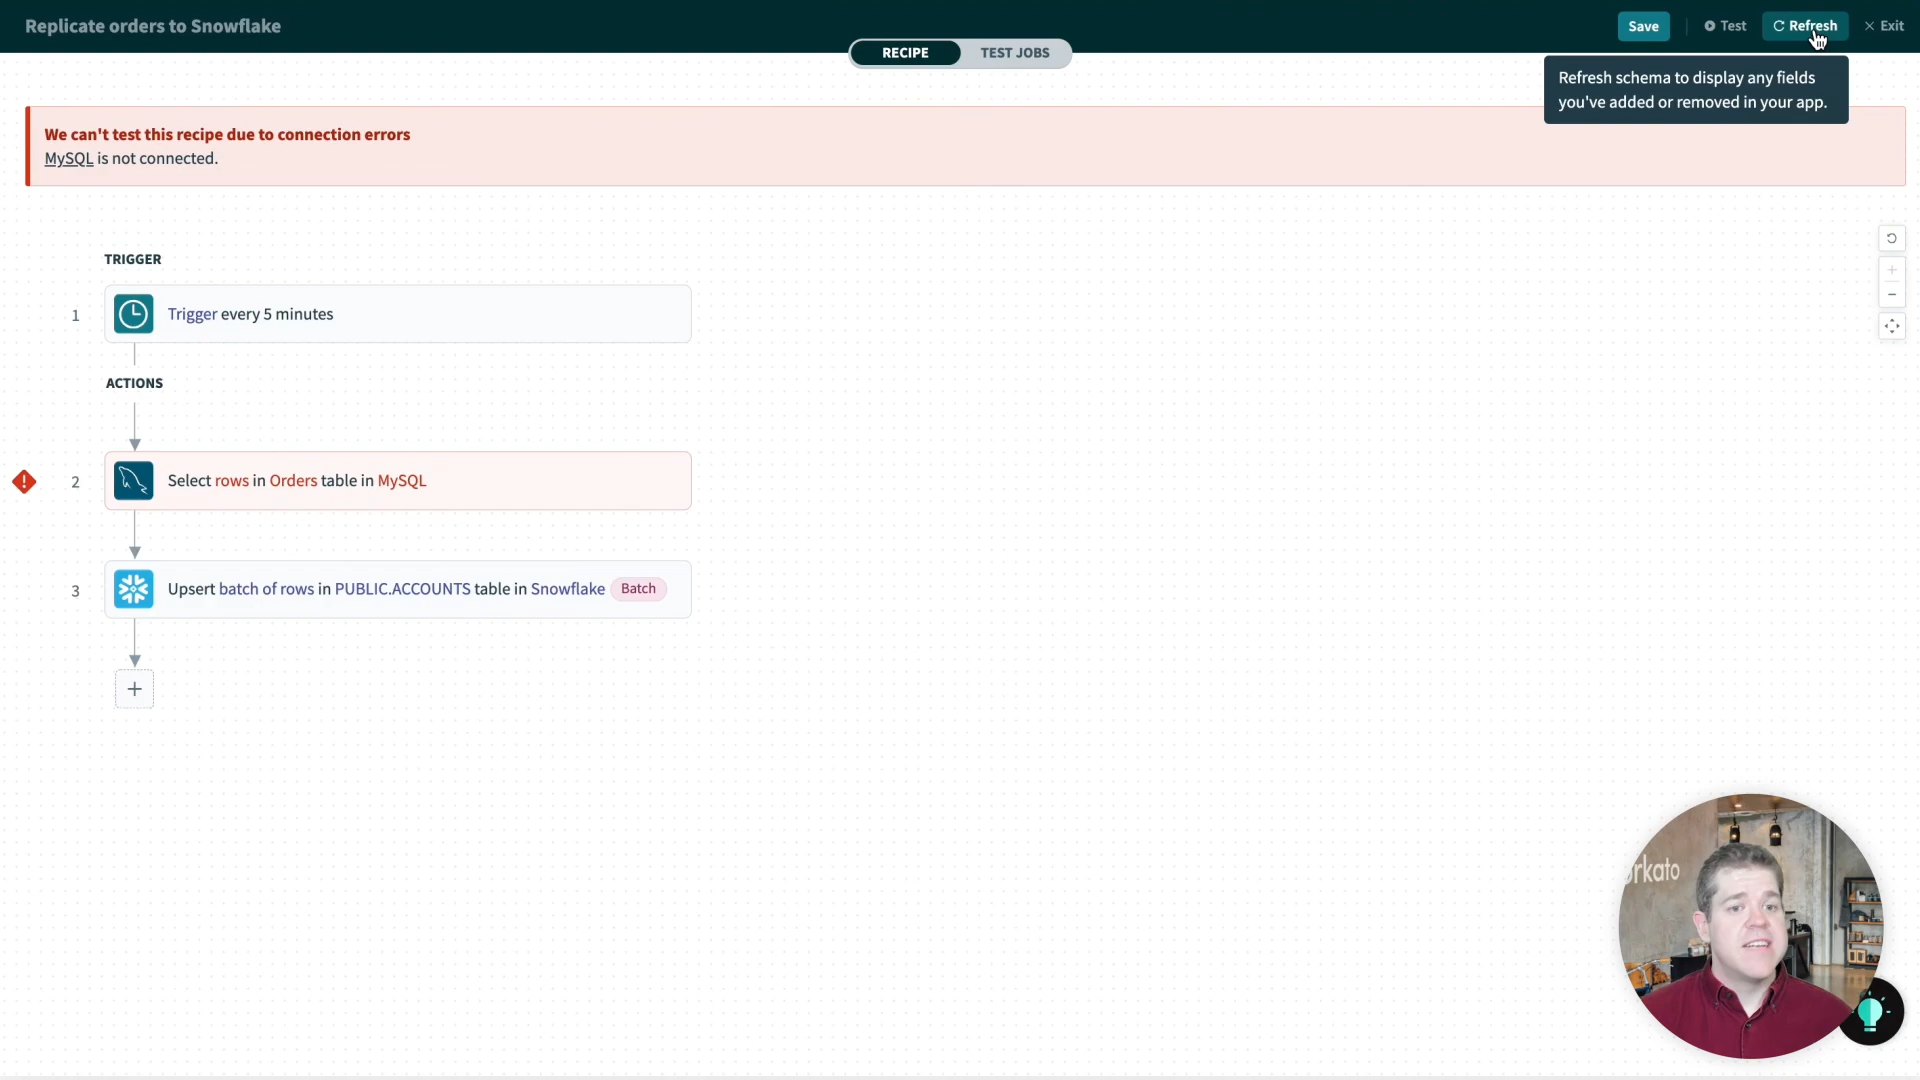 Replicate orders to Snowflake
Save
Test
Refresh
Exit
RECIPE
TEST JOBS
Refresh schema to display any fields
you've added or removed in your app.
We can't test this recipe due to connection errors
MySQL is not connected.
TRIGGER
1
Trigger every 5 minutes
ACTIONS
2
Select rows in Orders table in MySQL
3
Upsert batch of rows in PUBLIC.ACCOUNTS table in Snowflake Batch
rkato